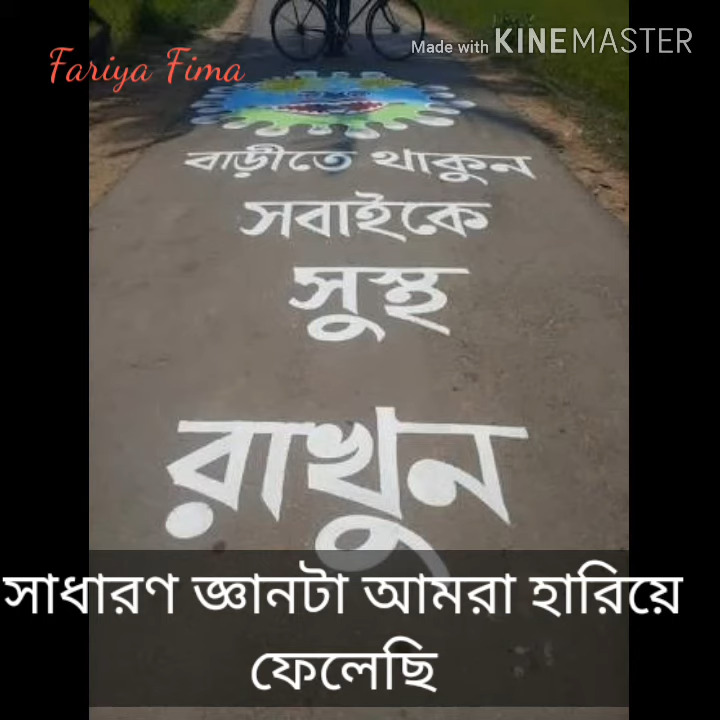 Made with KINEMASTER
Fariya Fima
বাড়ীতে থাকুন
সবাইকে
সুস্থ
রাখুন
সাধারণ জ্ঞানটা আমরা হারিয়ে
ফেলেছি